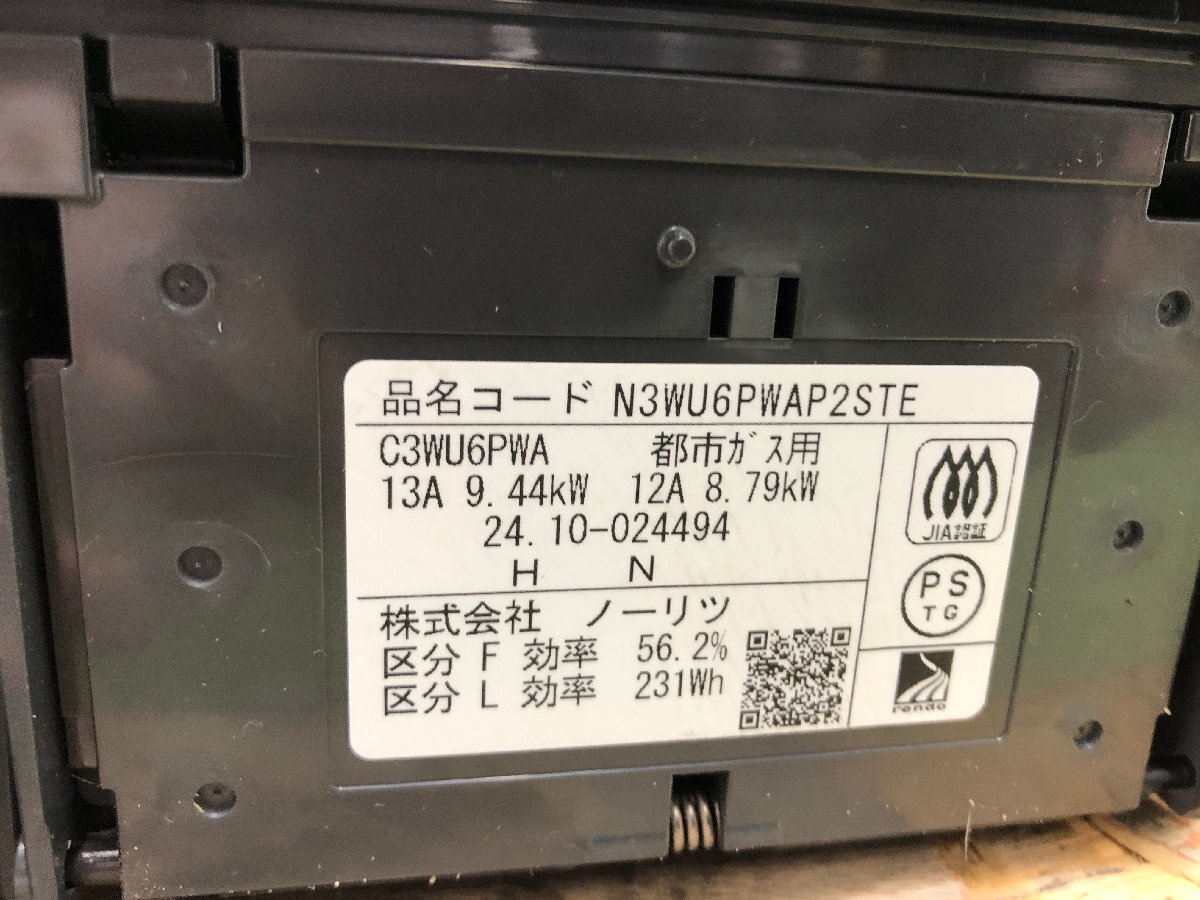 品名コード N3WU6PWAP2STE
C3WU6PWA 都市ガス用
13A 9.44kW 12A 8.79kW
24.10-024494
H N
株式会社 ノーリツ
区分 F 効率 56.2%
区分 L 効率 231Wh
JIA認証
PS
TG
rendo